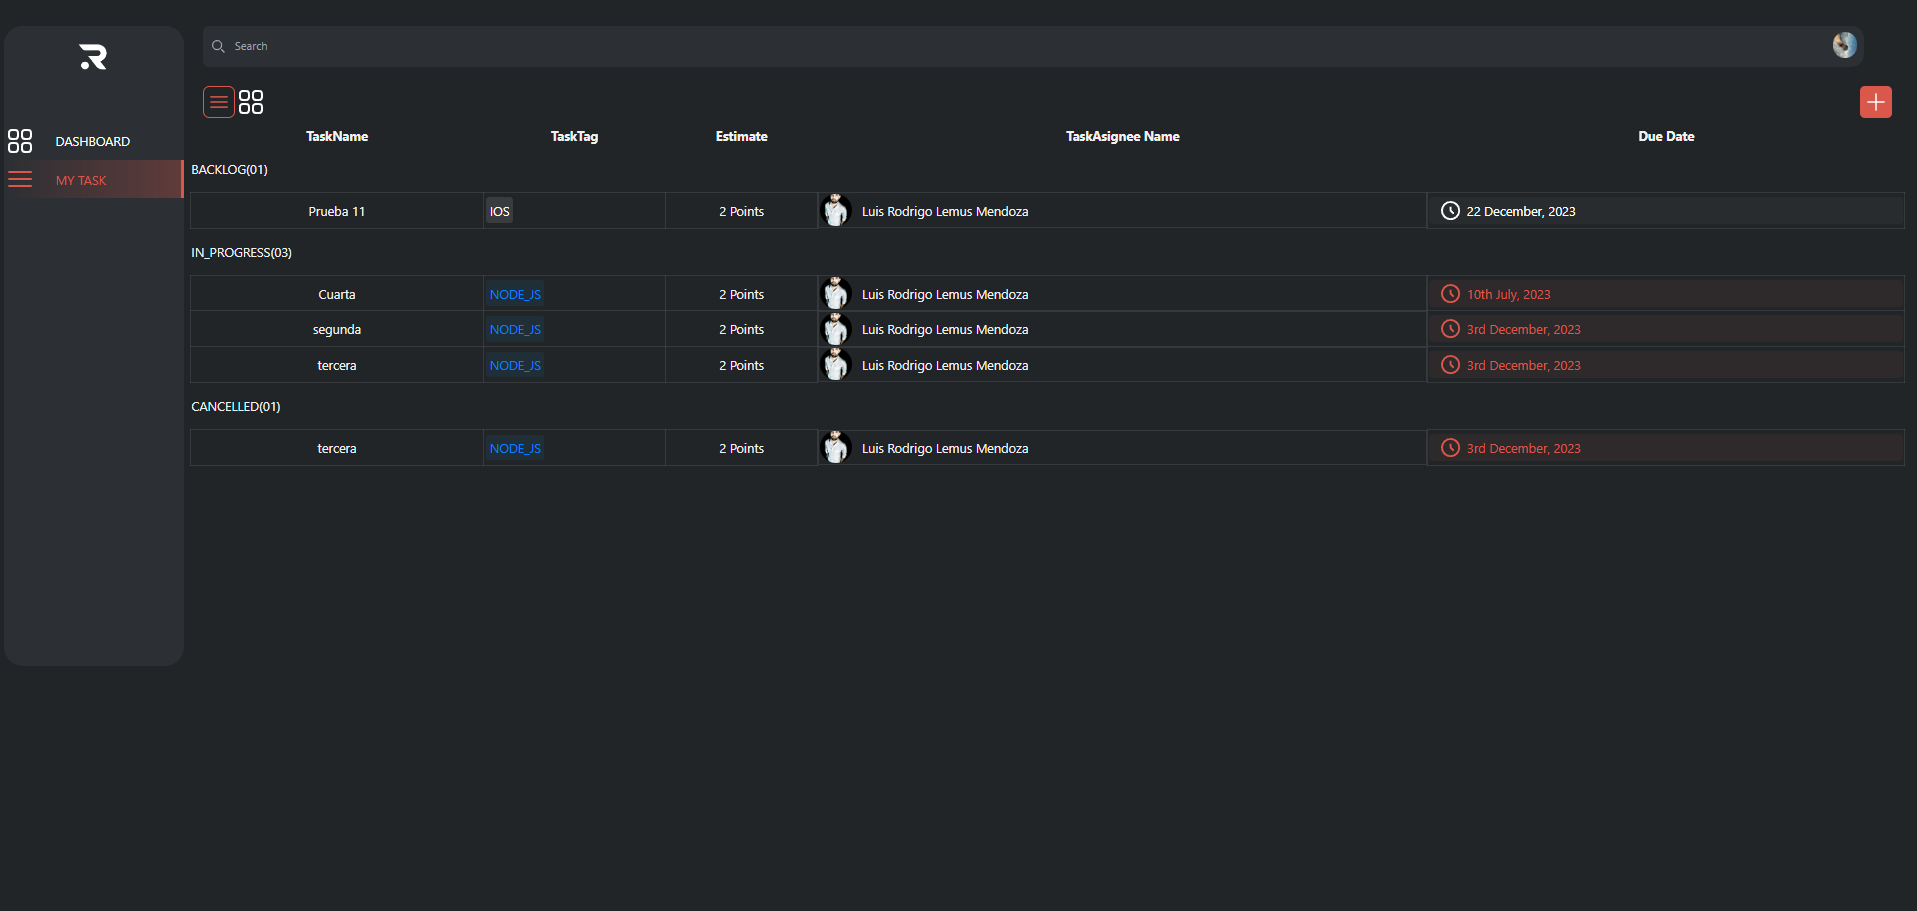 Search
DASHBOARD
MY TASK
TaskName TaskTag Estimate TaskAsignee Name Due Date
BACKLOG(01)
Prueba 11 IOS 2 Points Luis Rodrigo Lemus Mendoza 22 December, 2023
IN_PROGRESS(03)
Cuarta NODE_JS 2 Points Luis Rodrigo Lemus Mendoza 10th July, 2023
segunda NODE_JS 2 Points Luis Rodrigo Lemus Mendoza 3rd December, 2023
tercera NODE_JS 2 Points Luis Rodrigo Lemus Mendoza 3rd December, 2023
CANCELLED(01)
tercera NODE_JS 2 Points Luis Rodrigo Lemus Mendoza 3rd December, 2023